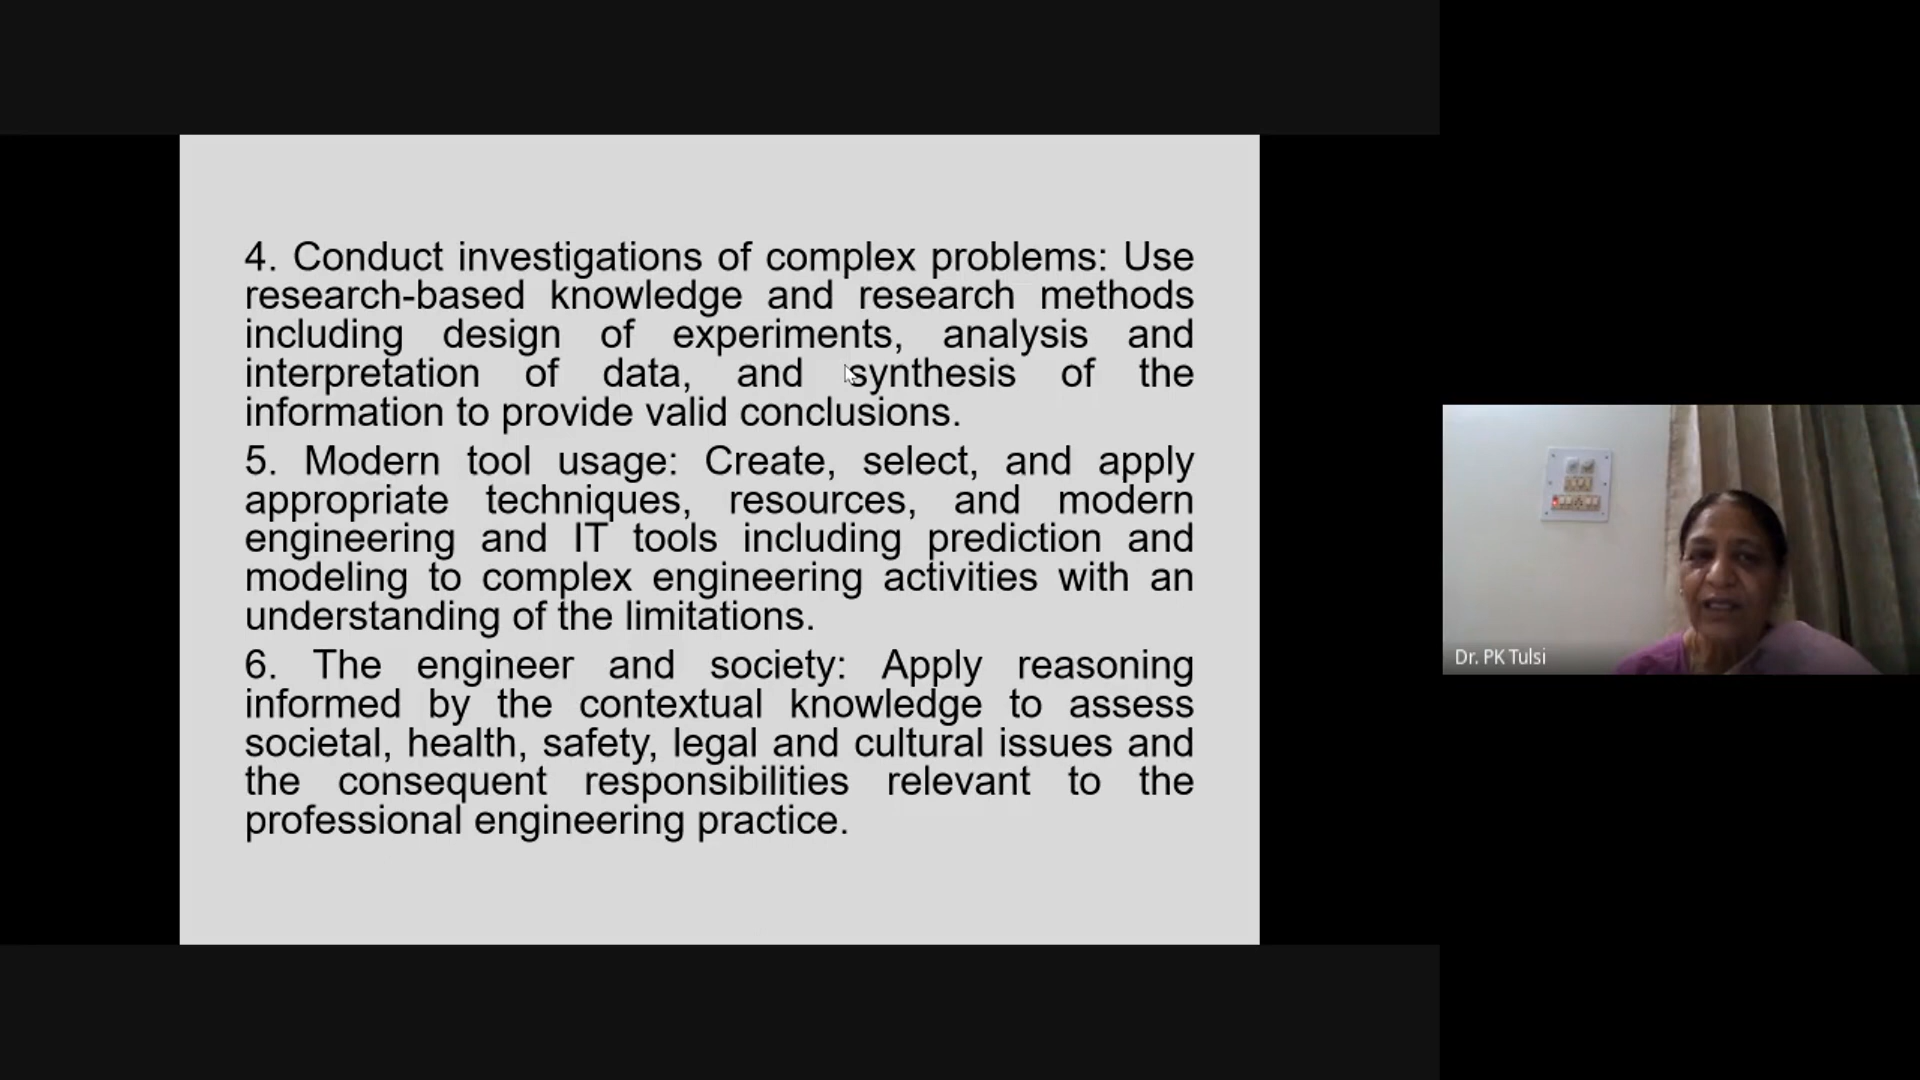 4. Conduct investigations of complex problems: Use
research-based knowledge and research methods
including design of experiments, analysis and
interpretation of data, and synthesis of the
information to provide valid conclusions.
5. Modern tool usage: Create, select, and apply
appropriate techniques, resources, and modern
engineering and IT tools including prediction and
modeling to complex engineering activities with an
understanding of the limitations.
6. The engineer and society: Apply reasoning
informed by the contextual knowledge to assess
societal, health, safety, legal and cultural issues and
the consequent responsibilities relevant to the
professional engineering practice.
Dr. PK Tulsi